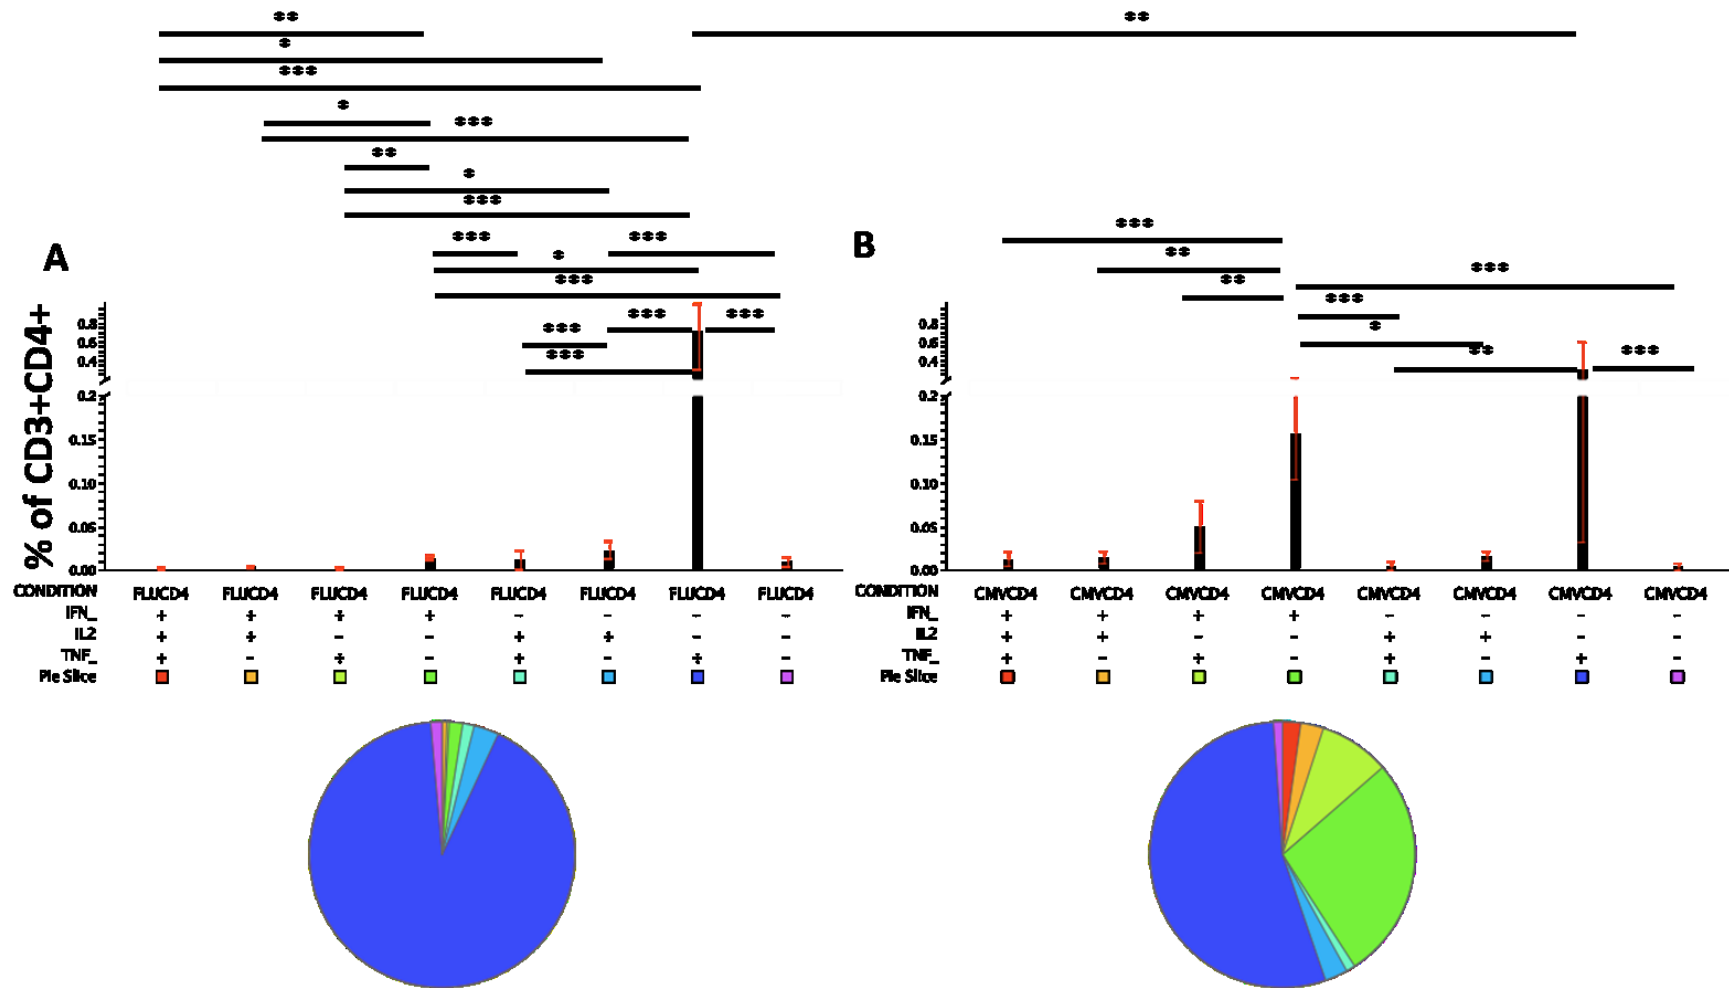 ** **
*
***
* ***
**
*
***
*** ***
*
***
*** ***
***
***
A
% of CD3+CD4+
0.8
0.6
0.4
0.2
0.15
0.10
0.05
0.00
CONDITION FLUCD4 FLUCD4 FLUCD4 FLUCD4 FLUCD4 FLUCD4 FLUCD4 FLUCD4
IFN_ + + + + - - - -
IL2 + + - - + + - -
TNF_ + - + - + - + -
Pie Slice
B
***
**
**
***
***
*
** ***
0.8
0.6
0.4
0.2
0.15
0.10
0.05
0.00
CONDITION CMVCD4 CMVCD4 CMVCD4 CMVCD4 CMVCD4 CMVCD4 CMVCD4 CMVCD4
IFN_ + + + + - - - -
IL2 + + - - + + - -
TNF_ + - + - + - + -
Pie Slice